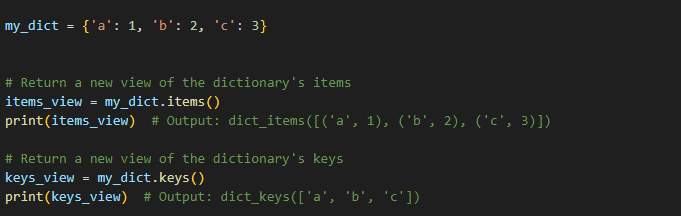 my_dict = {'a': 1, 'b': 2, 'c': 3}
# Return a new view of the dictionary's items
items_view = my_dict.items()
print(items_view)  # Output: dict_items([('a', 1), ('b', 2), ('c', 3)])
# Return a new view of the dictionary's keys
keys_view = my_dict.keys()
print(keys_view)  # Output: dict_keys(['a', 'b', 'c'])